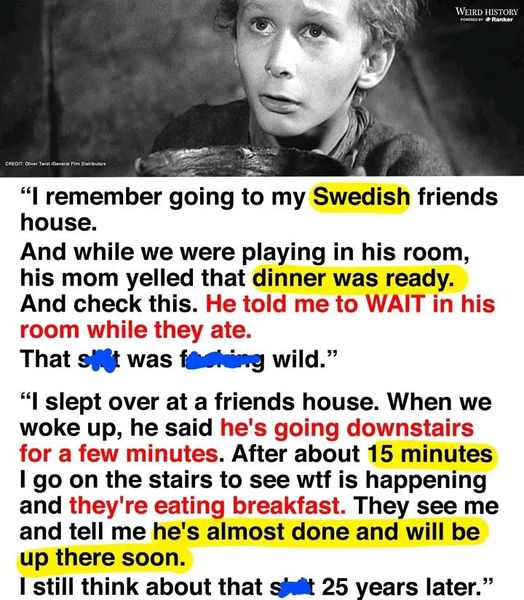 WEIRD HISTORY
POWERED BY Ranker
CREDIT: Oliver Twist /General Film Distributors
“I remember going to my Swedish friends
house.
And while we were playing in his room,
his mom yelled that dinner was ready.
And check this. He told me to WAIT in his
room while they ate.
That s t was f g wild.”
“I slept over at a friends house. When we
woke up, he said he's going downstairs
for a few minutes. After about 15 minutes
I go on the stairs to see wtf is happening
and they're eating breakfast. They see me
and tell me he's almost done and will be
up there soon.
I still think about that s t 25 years later.”